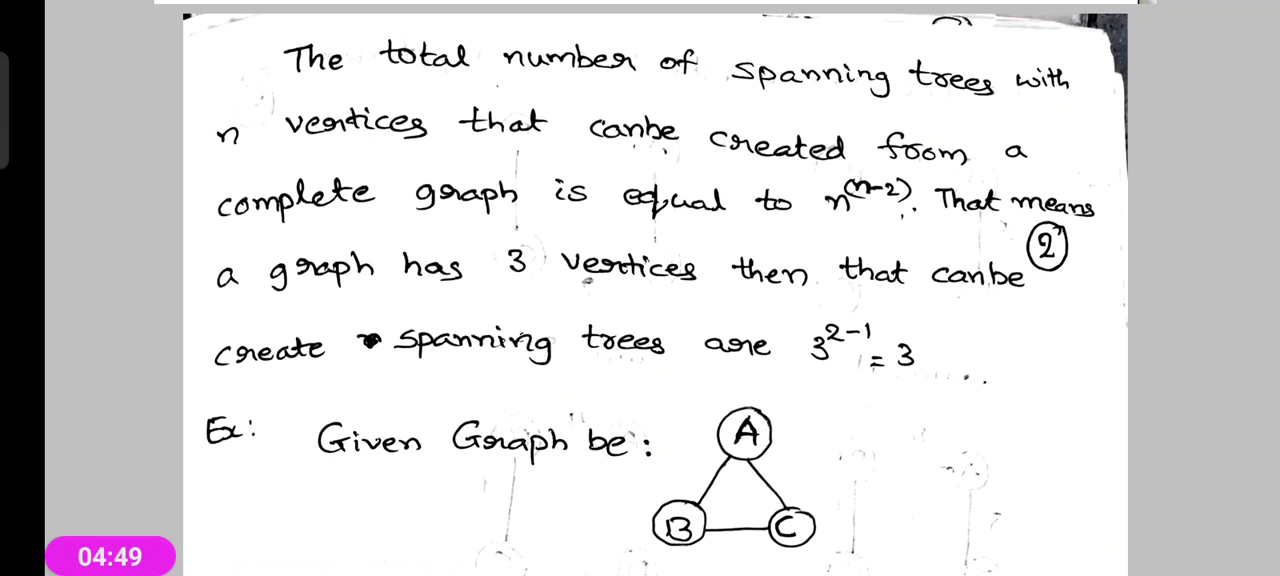 The total number of spanning trees with
n vertices that canbe created from a
complete graph is equal to n^(n-2). That means
②
a graph has 3 vertices then that canbe
create spanning trees are 3^2-1 = 3
Ex: Given Graph be:
A
B C
04:49